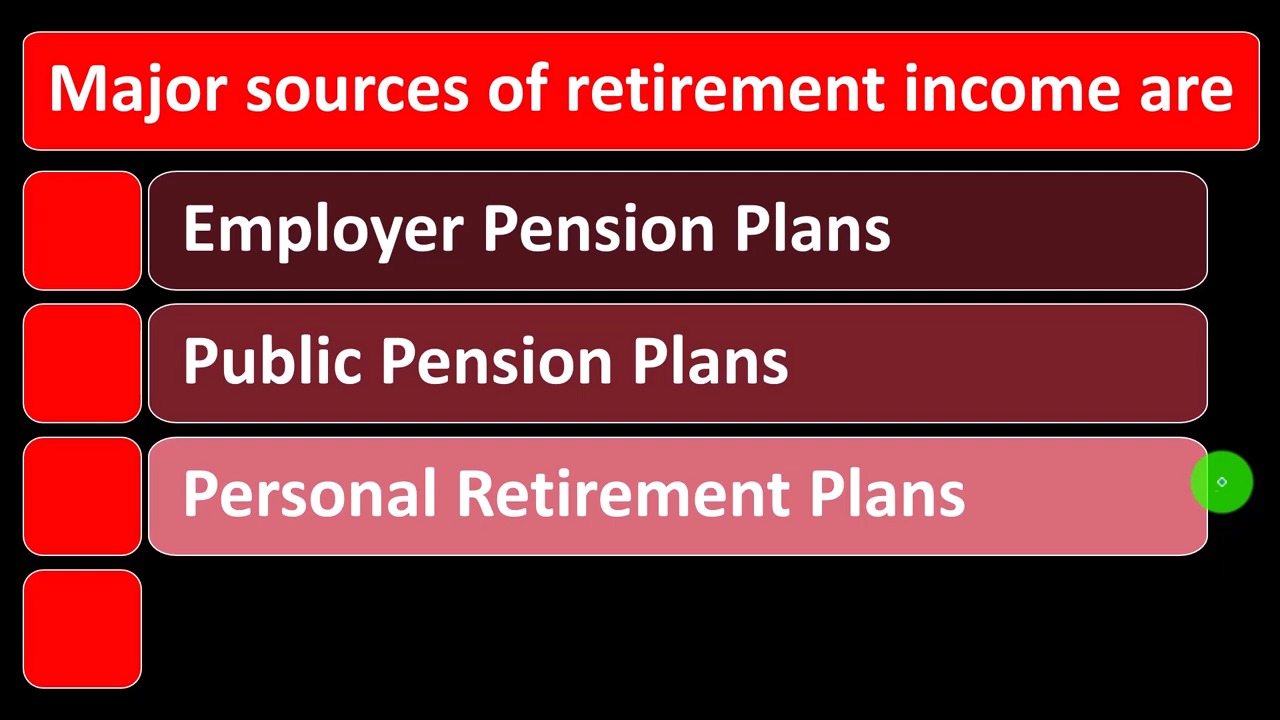 Major sources of retirement income are
Employer Pension Plans
Public Pension Plans
Personal Retirement Plans